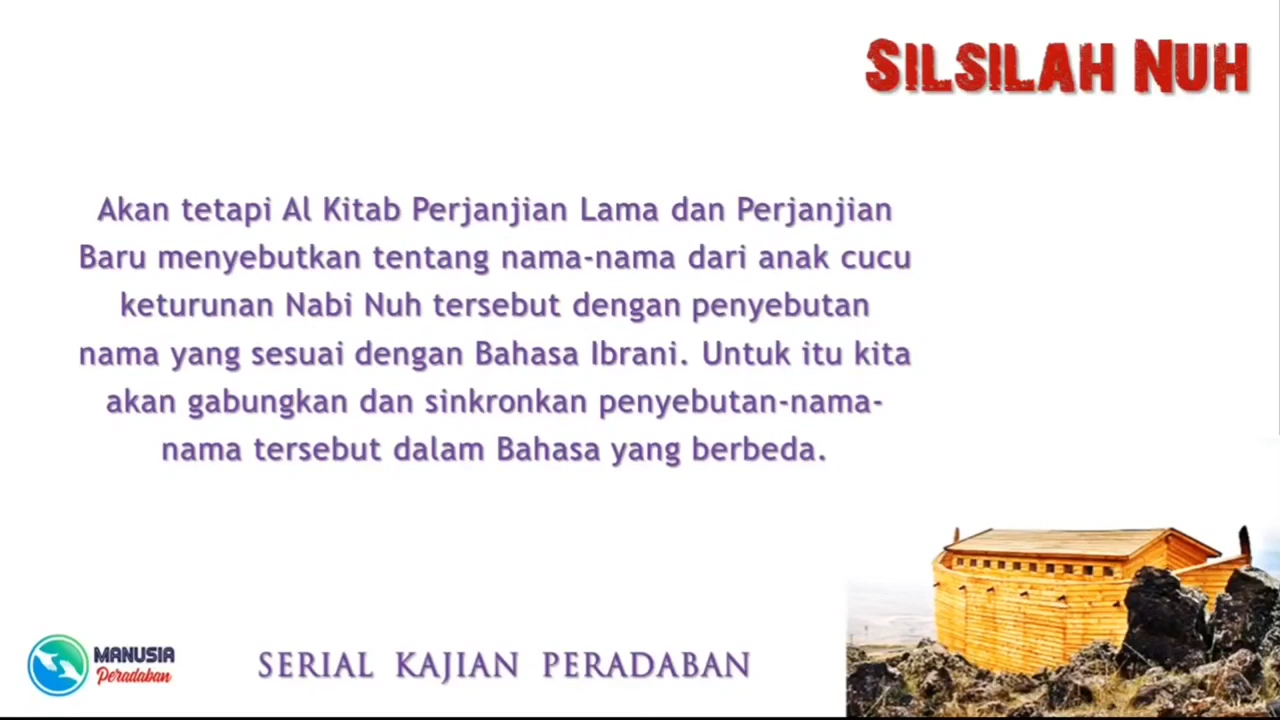 SILSILAH NUH
Akan tetapi Al Kitab Perjanjian Lama dan Perjanjian
Baru menyebutkan tentang nama-nama dari anak cucu
keturunan Nabi Nuh tersebut dengan penyebutan
nama yang sesuai dengan Bahasa Ibrani. Untuk itu kita
akan gabungkan dan sinkronkan penyebutan-nama-
nama tersebut dalam Bahasa yang berbeda.
MANUSIA
Peradaban
SERIAL KAJIAN PERADABAN